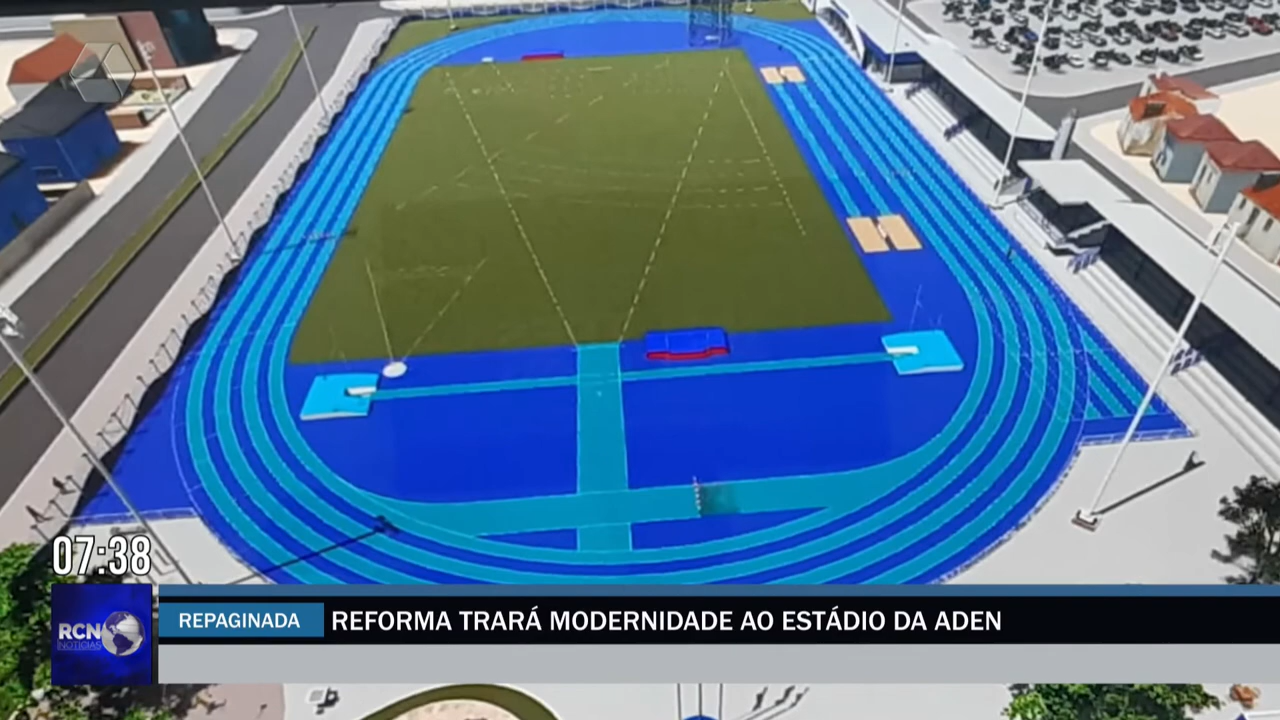 07:38
RCN
NOTÍCIAS
REPAGINADA
REFORMA TRARÁ MODERNIDADE AO ESTÁDIO DA ADEN